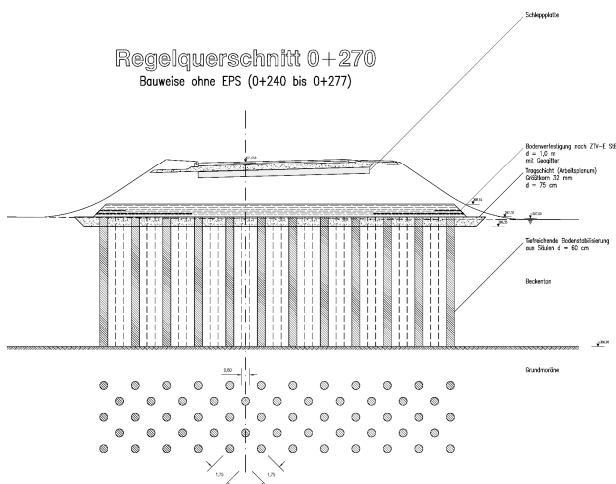 Schleppplatte
Regelquerschnitt 0+270
Bauweise ohne EPS (0+240 bis 0+277)
Bodenverfestigung nach ZTV-E StB
d = 1,0 m
mit Geogitter
Tragschicht (Arbeitsplanum)
Größtkorn 32 mm
d = 75 cm
Tiefreichende Bodenstabilisierung
aus Säulen d = 60 cm
Beckenton
Grundmoräne
0,60
1,75
1,75